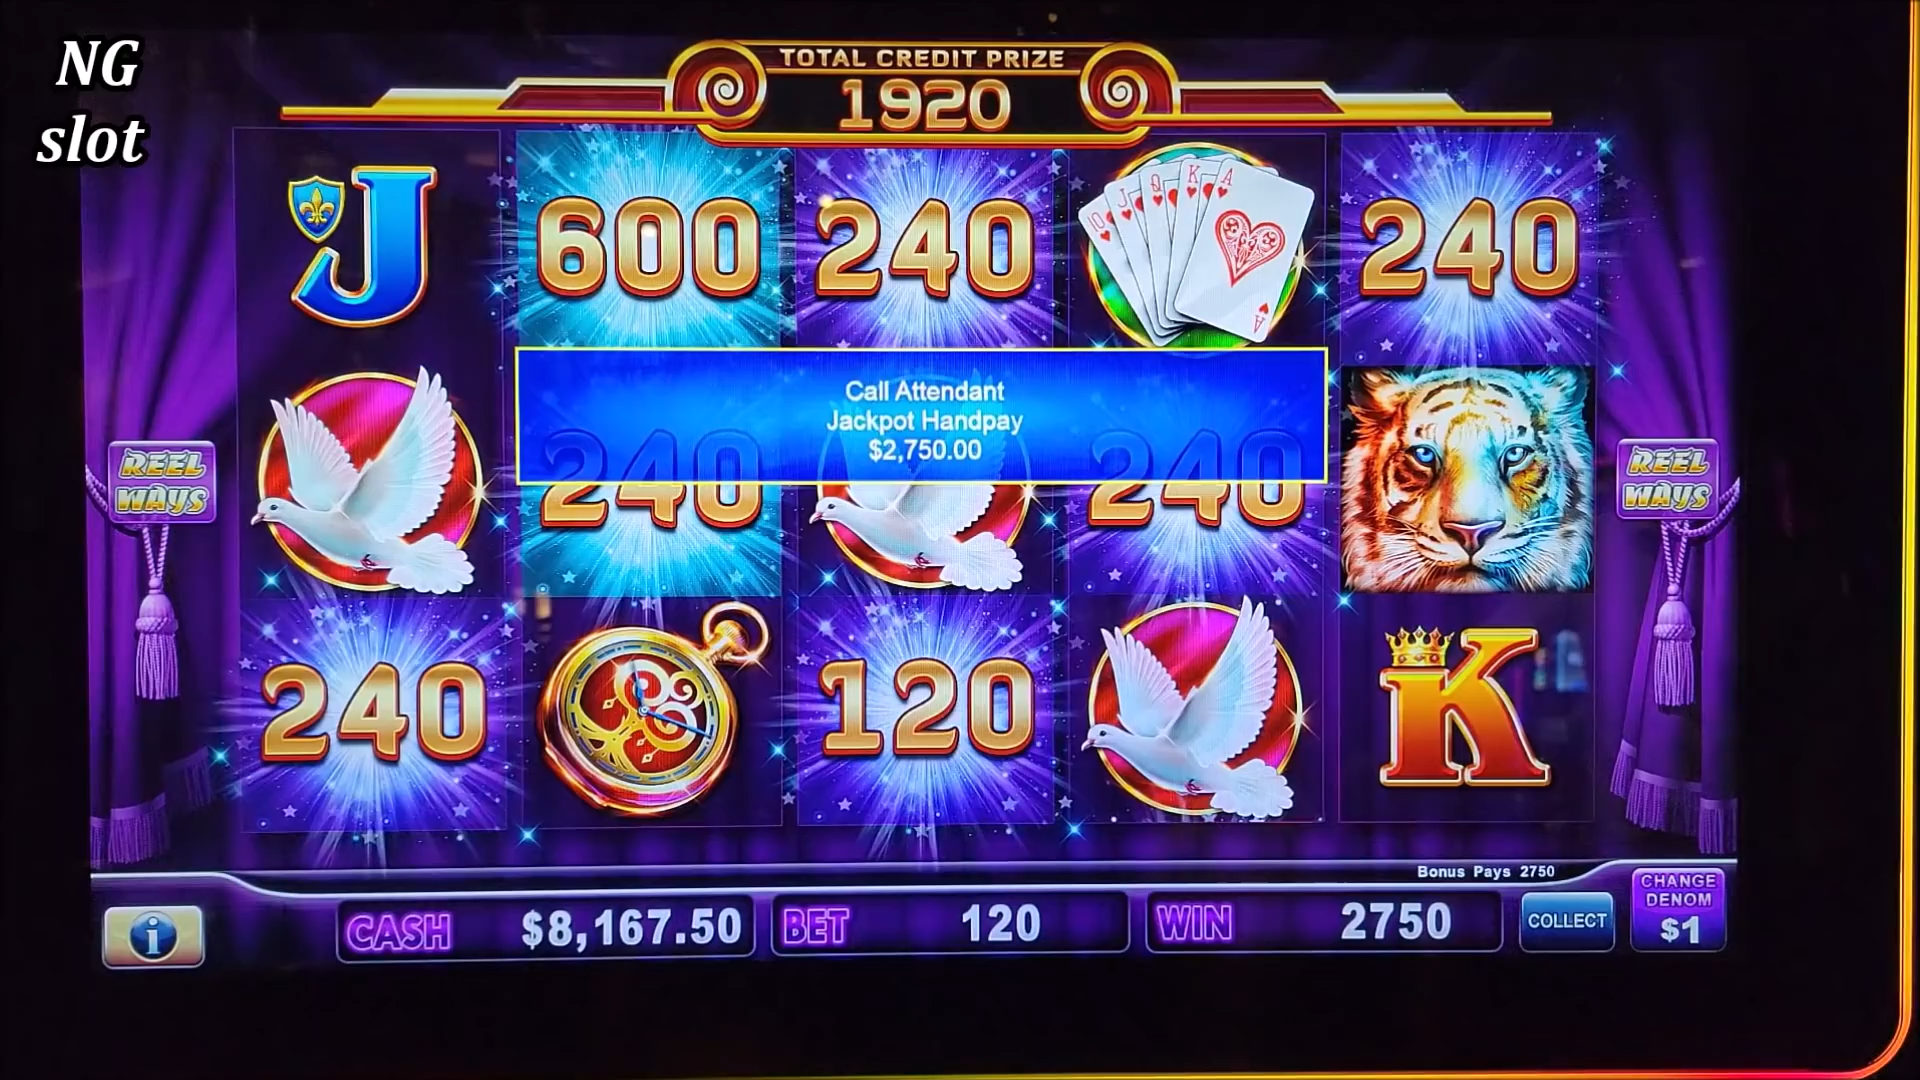 NG
slot
TOTAL CREDIT PRIZE
1920
J
600
240
10 J Q K A
A
240
Call Attendant
Jackpot Handpay
$2,750.00
REEL
WAYS
240
240
REEL
WAYS
240
120
K
Bonus Pays 2750
CASH $8,167.50
BET 120
WIN 2750
COLLECT
CHANGE
DENOM
$1
i